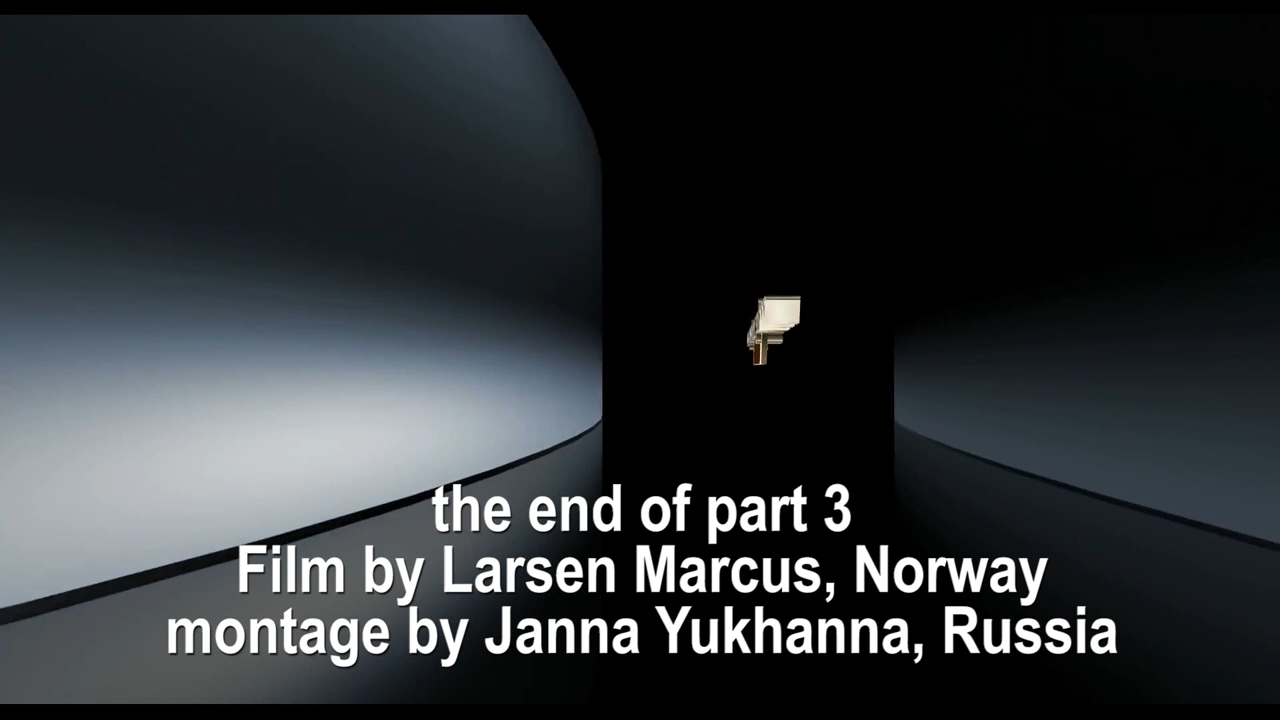 the end of part 3
Film by Larsen Marcus, Norway
montage by Janna Yukhanna, Russia